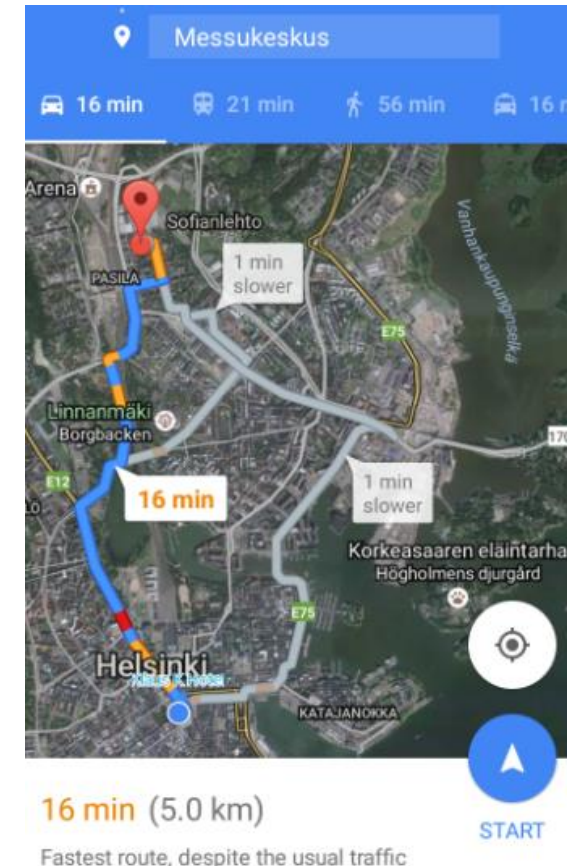 Messukeskus
16 min
21 min
56 min
16 m
Arena
Sofianlehto
Vanhankaupunginselkä
1 min
slower
PASILA
E75
Linnanmäki
Borgbacken
170
E12
16 min
1 min
slower
Korkeasaaren eläintarha
Högholmens djurgård
E75
Helsinki
Klaus K Hotel
KATAJANOKKA
16 min (5.0 km)
START
Fastest route, despite the usual traffic